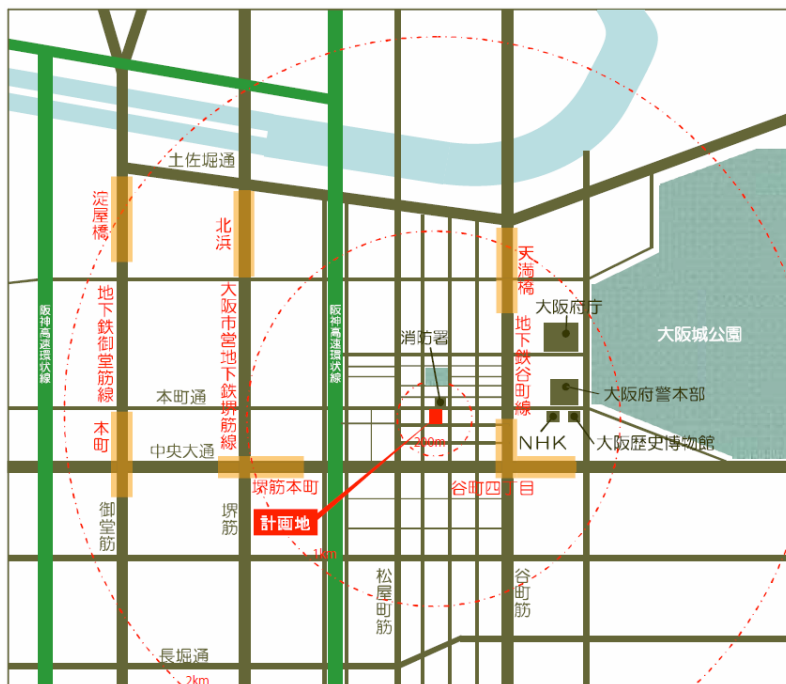 土佐堀通
淀屋橋
北浜
天満橋
大阪府庁
地下鉄御堂筋線
大阪市営地下鉄堺筋線
地下鉄谷町線
阪神高速環状線
阪神高速環状線
消防署
大阪城公園
本町通
大阪府警本部
本町
中央大通
200m
NHK
大阪歴史博物館
堺筋本町
谷町四丁目
計画地
御堂筋
堺筋
1km
松屋町筋
谷町筋
長堀通
2km